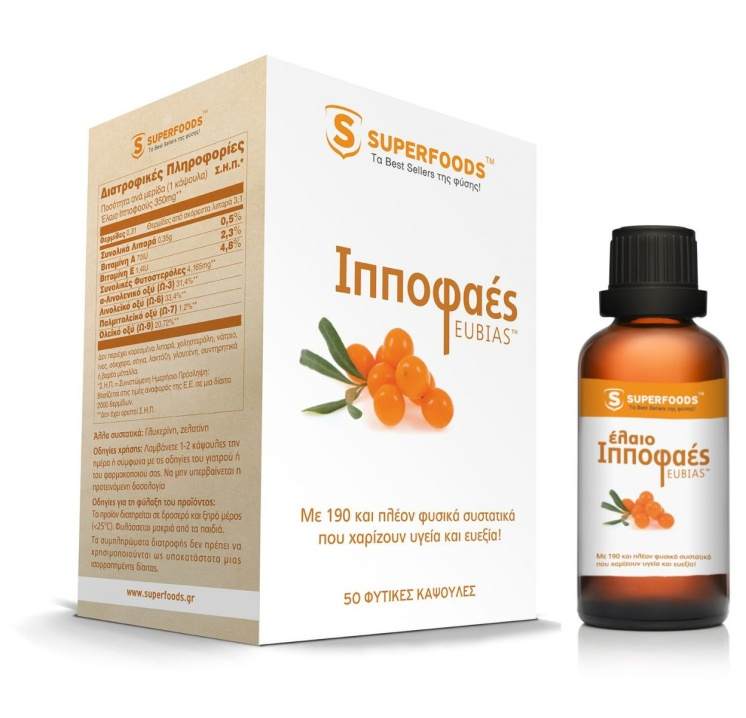 SUPERFOODS™
Τα Best Sellers της φύσης!
Διατροφικές Πληροφορίες
Ποσότητα ανά μερίδα (1 κάψουλα) Σ.Η.Π.*
Έλαιο Ιπποφαούς 350mg**
Θερμίδες 0,31 Θερμίδες από ακόρεστα λιπαρά 3,1
Συνολικά Λιπαρά 0,35g 0,5%
Βιταμίνη Α 70IU 2,3%
Βιταμίνη Ε 1,4IU 4,8%
Συνολικές Φυτοστερόλες 4,165mg**
α-Λινολενικό οξύ (Ω-3) 31,4%**
Λινολεϊκό οξύ (Ω-6) 33,4%**
Παλμιτολεϊκό οξύ (Ω-7) 1,2%**
Ολεϊκό οξύ (Ω-9) 20,72%**
Δεν περιέχει κορεσμένα λιπαρά, χοληστερόλη, νάτριο,
ίνες, σάκχαρα, σόγια, λακτόζη, γλουτένη, συντηρητικά
ή βαρέα μέταλλα.
*Σ.Η.Π. = Συνιστώμενη Ημερήσια Πρόσληψη:
Βασίζεται στις τιμές αναφοράς της Ε.Ε. σε μια δίαιτα
2000 θερμίδων.
**Δεν έχει οριστεί Σ.Η.Π.
Άλλα συστατικά: Γλυκερίνη, ζελατίνη
Οδηγίες χρήσης: Λαμβάνετε 1-2 κάψουλες την
ημέρα ή σύμφωνα με τις οδηγίες του γιατρού ή
του φαρμακοποιού σας. Να μην υπερβαίνεται η
προτεινόμενη δοσολογία
Οδηγίες για τη φύλαξη του προϊόντος:
Το προϊόν διατηρείται σε δροσερό και ξηρό μέρος
(<25°C). Φυλάσσεται μακριά από τα παιδιά.
Τα συμπληρώματα διατροφής δεν πρέπει να
χρησιμοποιούνται ως υποκατάστατα μιας
ισορροπημένης δίαιτας.
www.superfoods.gr
S SUPERFOODS™
Τα Best Sellers της φύσης!
Ιπποφαές
EUBIAS™
Με 190 και πλέον φυσικά συστατικά
που χαρίζουν υγεία και ευεξία!
50 ΦΥΤΙΚΕΣ ΚΑΨΟΥΛΕΣ
S SUPERFOODS™
Τα Best Sellers της φύσης!
έλαιο
Ιπποφαές
EUBIAS™
Με 190 και πλέον φυσικά συστατικά
που χαρίζουν υγεία και ευεξία!